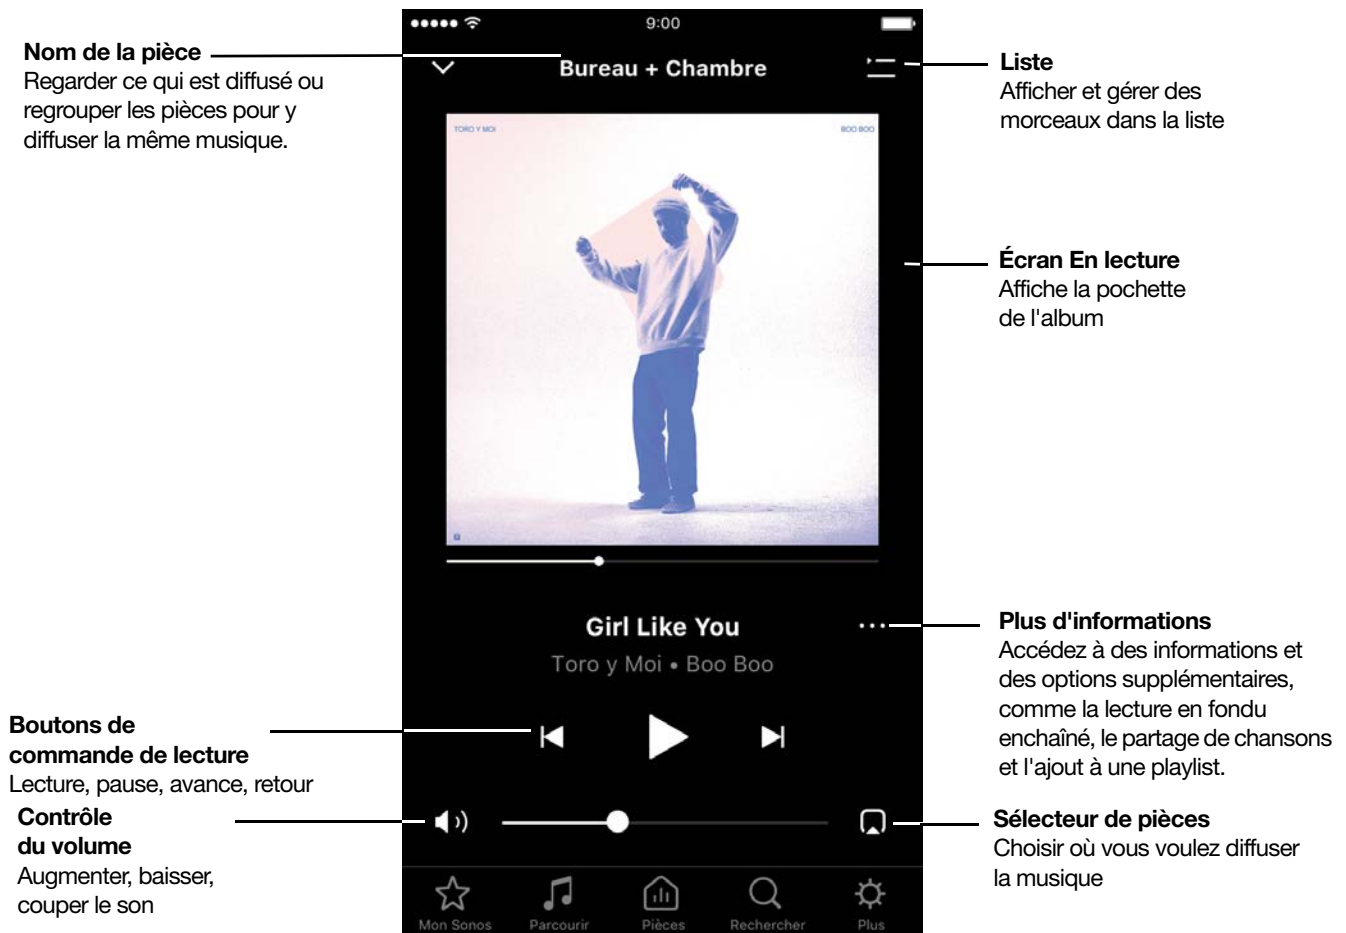 9:00
Nom de la pièce
Regarder ce qui est diffusé ou
regrouper les pièces pour y
diffuser la même musique.
Bureau + Chambre
Liste
Afficher et gérer des
morceaux dans la liste
TORO Y MOI
BOO BOO
Écran En lecture
Affiche la pochette
de l'album
Girl Like You
Toro y Moi • Boo Boo
Plus d'informations
Accédez à des informations et
des options supplémentaires,
comme la lecture en fondu
enchaîné, le partage de chansons
et l'ajout à une playlist.
Boutons de
commande de lecture
Lecture, pause, avance, retour
Contrôle
du volume
Augmenter, baisser,
couper le son
Sélecteur de pièces
Choisir où vous voulez diffuser
la musique
Mon Sonos
Parcourir
Pièces
Rechercher
Plus